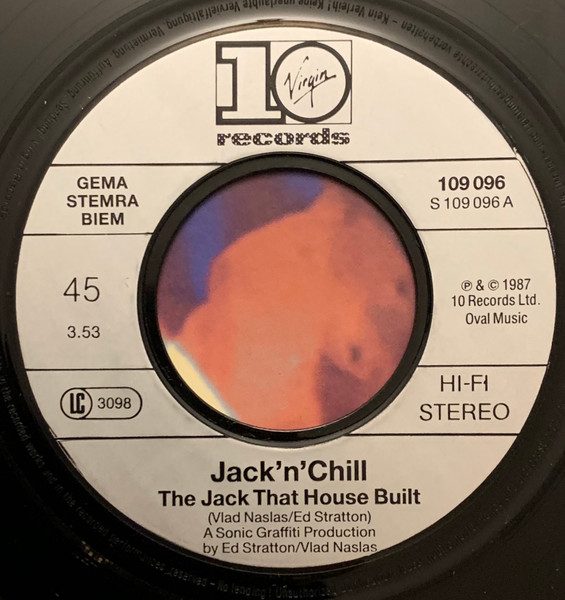 10
Virgin
records
GEMA
STEMRA
BIEM
109 096
S 109 096 A
45
3.53
℗ & © 1987
10 Records Ltd.
Oval Music
LC 3098
HI-FI
STEREO
Jack'n'Chill
The Jack That House Built
(Vlad Naslas/Ed Stratton)
A Sonic Graffiti Production
by Ed Stratton/Vlad Naslas